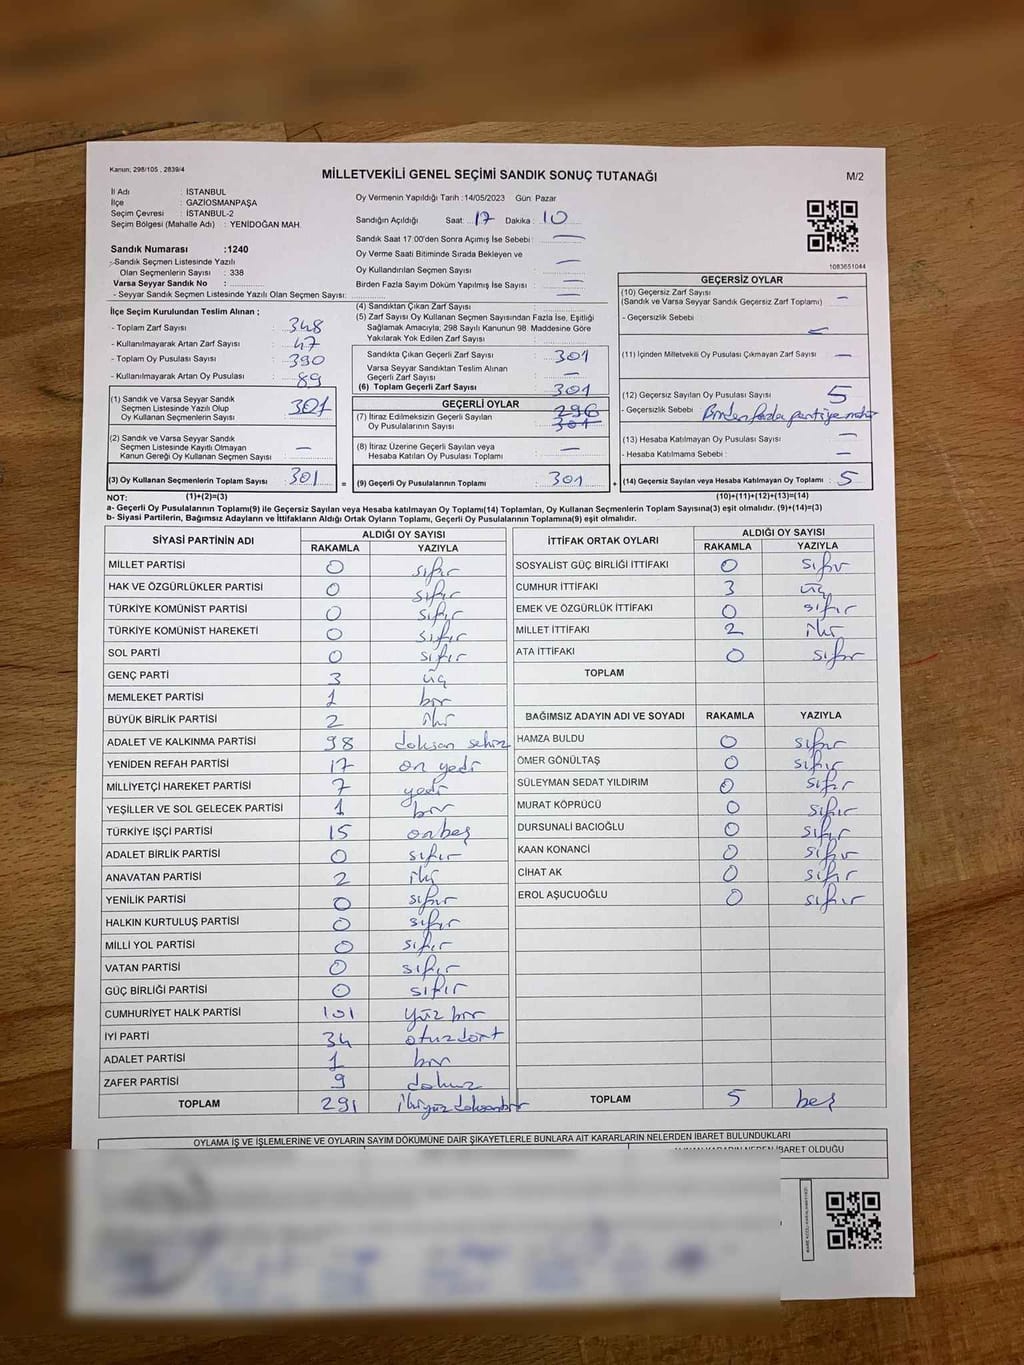 Kanun; 298/105 , 2839/4
MİLLETVEKİLİ GENEL SEÇİMİ SANDIK SONUÇ TUTANAĞI
M/2
İl Adı : İSTANBUL
İlçe : GAZİOSMANPAŞA
Seçim Çevresi : İSTANBUL-2
Seçim Bölgesi (Mahalle Adı) : YENİDOĞAN MAH.
Sandık Numarası :1240
Sandık Seçmen Listesinde Yazılı
Olan Seçmenlerin Sayısı : 338
Varsa Seyyar Sandık No :
- Seyyar Sandık Seçmen Listesinde Yazılı Olan Seçmen Sayısı:
Oy Vermenin Yapıldığı Tarih :14/05/2023 Gün: Pazar
Sandığın Açıldığı Saat: 17 Dakika: 10
Sandık Saat 17:00'den Sonra Açımış İse Sebebi : —
Oy Verme Saati Bitiminde Sırada Bekleyen ve
Oy Kullandırılan Seçmen Sayısı : —
Birden Fazla Sayım Döküm Yapılmış İse Sayısı : —
1083651044
İlçe Seçim Kurulundan Teslim Alınan ;
- Toplam Zarf Sayısı : 348
- Kullanılmayarak Artan Zarf Sayısı : 47
- Toplam Oy Pusulası Sayısı : 390
- Kullanılmayarak Artan Oy Pusulası : 89
(1) Sandık ve Varsa Seyyar Sandık
Seçmen Listesinde Yazılı Olup
Oy Kullanan Seçmenlerin Sayısı 301
(2) Sandık ve Varsa Seyyar Sandık
Seçmen Listesinde Kayıtlı Olmayan
Kanun Gereği Oy Kullanan Seçmen Sayısı : —
(3) Oy Kullanan Seçmenlerin Toplam Sayısı : 301 =
(4) Sandıktan Çıkan Zarf Sayısı : —
(5) Zarf Sayısı Oy Kullanan Seçmen Sayısından Fazla İse, Eşitliği
Sağlamak Amacıyla; 298 Sayılı Kanunun 98. Maddesine Göre
Yakılarak Yok Edilen Zarf Sayısı :
Sandıkta Çıkan Geçerli Zarf Sayısı : 301
Varsa Seyyar Sandıktan Teslim Alınan
Geçerli Zarf Sayısı : —
(6) Toplam Geçerli Zarf Sayısı : 301
GEÇERLİ OYLAR
(7) İtiraz Edilmeksizin Geçerli Sayılan 296
Oy Pusulalarının Sayısı : 301
(8) İtiraz Üzerine Geçerli Sayılan veya
Hesaba Katılan Oy Pusulası Toplamı : —
(9) Geçerli Oy Pusulalarının Toplamı : 301 +
GEÇERSİZ OYLAR
(10) Geçersiz Zarf Sayısı
(Sandık ve Varsa Seyyar Sandık Geçersiz Zarf Toplamı) : —
- Geçersizlik Sebebi :
(11) İçinden Milletvekili Oy Pusulası Çıkmayan Zarf Sayısı : —
(12) Geçersiz Sayılan Oy Pusulası Sayısı : 5
- Geçersizlik Sebebi : Birden fazla partiye
(13) Hesaba Katılmayan Oy Pusulası Sayısı : —
- Hesaba Katılmama Sebebi : —
(14) Geçersiz Sayılan veya Hesaba Katılmayan Oy Toplamı : 5
NOT: (1)+(2)=(3) (10)+(11)+(12)+(13)=(14)
a- Geçerli Oy Pusulalarının Toplamı(9) ile Geçersiz Sayılan veya Hesaba katılmayan Oy Toplamı(14) Toplamları, Oy Kullanan Seçmenlerin Toplam Sayısına(3) eşit olmalıdır. (9)+(14)=(3)
b- Siyasi Partilerin, Bağımsız Adayların ve İttifakların Aldığı Ortak Oyların Toplamı, Geçerli Oy Pusulalarının Toplamına(9) eşit olmalıdır.
SİYASİ PARTİNİN ADI ALDIĞI OY SAYISI
RAKAMLA YAZIYLA
MİLLET PARTİSİ 0 sıfır
HAK VE ÖZGÜRLÜKLER PARTİSİ 0 sıfır
TÜRKİYE KOMÜNİST PARTİSİ 0 sıfır
TÜRKİYE KOMÜNİST HAREKETİ 0 sıfır
SOL PARTİ 0 sıfır
GENÇ PARTİ 3 üç
MEMLEKET PARTİSİ 1 bir
BÜYÜK BİRLİK PARTİSİ 2 iki
ADALET VE KALKINMA PARTİSİ 98 doksan sekiz
YENİDEN REFAH PARTİSİ 17 on yedi
MİLLİYETÇİ HAREKET PARTİSİ 7 yedi
YEŞİLLER VE SOL GELECEK PARTİSİ 1 bir
TÜRKİYE İŞÇİ PARTİSİ 15 onbeş
ADALET BİRLİK PARTİSİ 0 sıfır
ANAVATAN PARTİSİ 2 iki
YENİLİK PARTİSİ 0 sıfır
HALKIN KURTULUŞ PARTİSİ 0 sıfır
MİLLİ YOL PARTİSİ 0 sıfır
VATAN PARTİSİ 0 sıfır
GÜÇ BİRLİĞİ PARTİSİ 0 sıfır
CUMHURİYET HALK PARTİSİ 101 yüz bir
İYİ PARTİ 34 otuzdört
ADALET PARTİSİ 1 bir
ZAFER PARTİSİ 9 dokuz
TOPLAM 291 ikiyüzdoksanbir
İTTİFAK ORTAK OYLARI ALDIĞI OY SAYISI
RAKAMLA YAZIYLA
SOSYALİST GÜÇ BİRLİĞİ İTTİFAKI 0 sıfır
CUMHUR İTTİFAKI 3 üç
EMEK VE ÖZGÜRLÜK İTTİFAKI 0 sıfır
MİLLET İTTİFAKI 2 iki
ATA İTTİFAKI 0 sıfır
TOPLAM
BAĞIMSIZ ADAYIN ADI VE SOYADI RAKAMLA YAZIYLA
HAMZA BULDU 0 sıfır
ÖMER GÖNÜLTAŞ 0 sıfır
SÜLEYMAN SEDAT YILDIRIM 0 sıfır
MURAT KÖPRÜCÜ 0 sıfır
DURSUNALİ BACIOĞLU 0 sıfır
KAAN KONANCİ 0 sıfır
CİHAT AK 0 sıfır
EROL AŞUCUOĞLU 0 sıfır
TOPLAM 5 beş
OYLAMA İŞ VE İŞLEMLERİNE VE OYLARIN SAYIM DÖKÜMÜNE DAİR ŞİKAYETLERLE BUNLARA AİT KARARLARIN NELERDEN İBARET BULUNDUKLARI
İBARET OLDUĞU